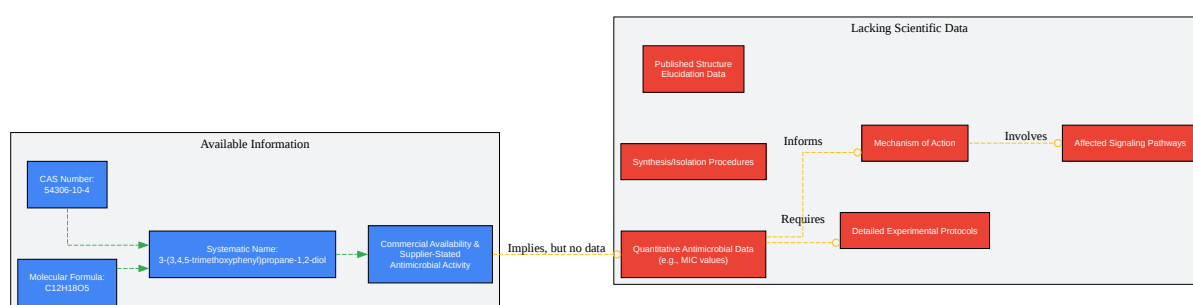 Lacking Scientific Data
Published Structure
Elucidation Data
Available Information
Informs
Mechanism of Action
Involves
Affected Signaling Pathways
Synthesis/Isolation Procedures
CAS Number:
54306-10-4
Requires
Detailed Experimental Protocols
Systematic Name:
3-(3,4,5-trimethoxyphenyl)propane-1,2-diol
Commercial Availability &
Supplier-Stated
Antimicrobial Activity
Implies, but no data
Quantitative Antimicrobial Data
(e.g., MIC values)
Molecular Formula:
C12H18O5